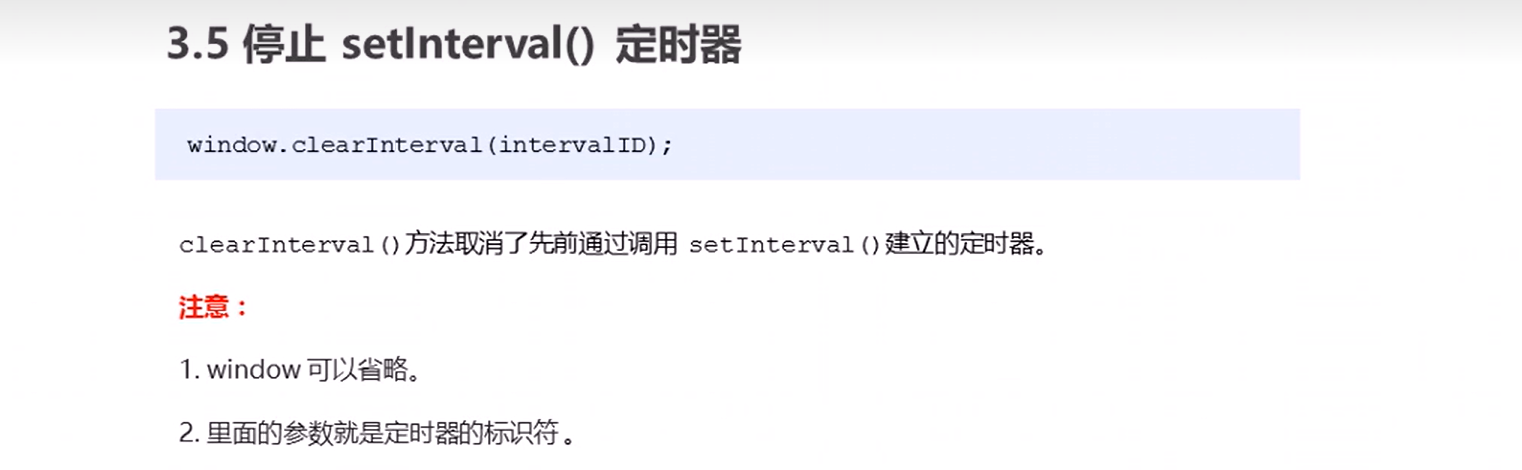 3.5 停止 setInterval() 定时器
window.clearInterval(intervalID);
clearInterval()方法取消了先前通过调用 setInterval()建立的定时器。
注意：
1. window 可以省略。
2. 里面的参数就是定时器的标识符 。